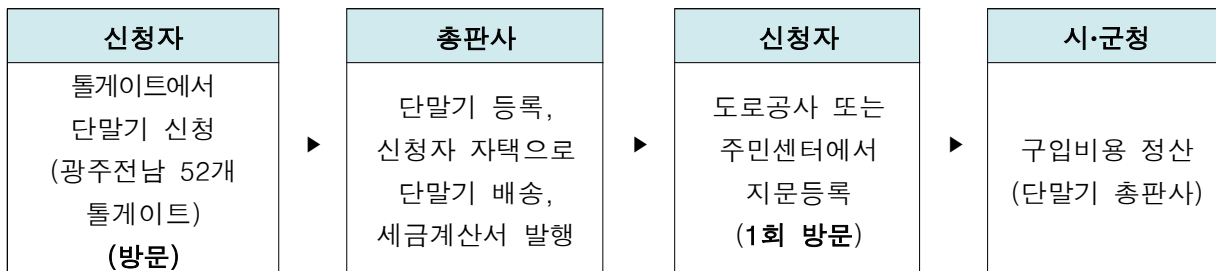 신청자
톨게이트에서
단말기 신청
(광주전남 52개
톨게이트)
(방문)
▶
총판사
단말기 등록,
신청자 자택으로
단말기 배송,
세금계산서 발행
▶
신청자
도로공사 또는
주민센터에서
지문등록
(1회 방문)
▶
시·군청
구입비용 정산
(단말기 총판사)